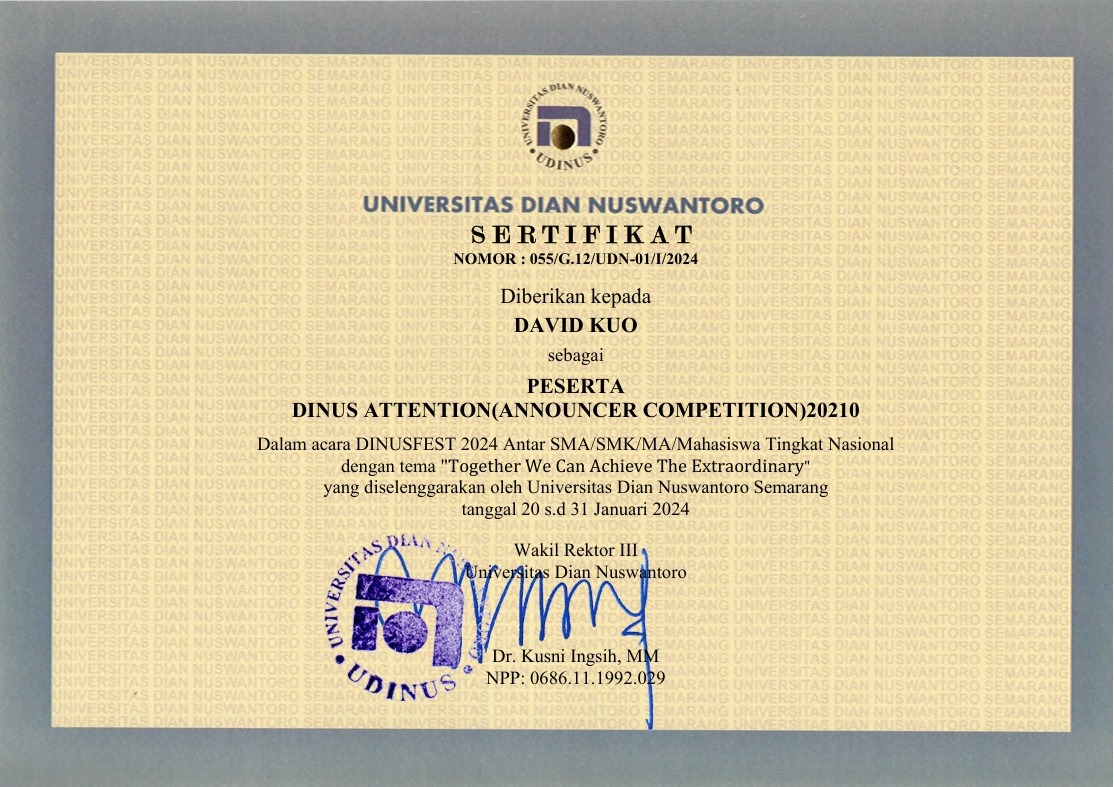 UNIVERSITAS DIAN NUSWANTORO
UDINUS
UNIVERSITAS DIAN NUSWANTORO
SERTIFIKAT
NOMOR : 055/G.12/UDN-01/I/2024
Diberikan kepada
DAVID KUO
sebagai
PESERTA
DINUS ATTENTION(ANNOUNCER COMPETITION)20210
Dalam acara DINUSFEST 2024 Antar SMA/SMK/MA/Mahasiswa Tingkat Nasional
dengan tema "Together We Can Achieve The Extraordinary"
yang diselenggarakan oleh Universitas Dian Nuswantoro Semarang
tanggal 20 s.d 31 Januari 2024
Wakil Rektor III
Universitas Dian Nuswantoro
UNIVERSITAS DIAN
UDINUS
Dr. Kusni Ingsih, MM
NPP: 0686.11.1992.029